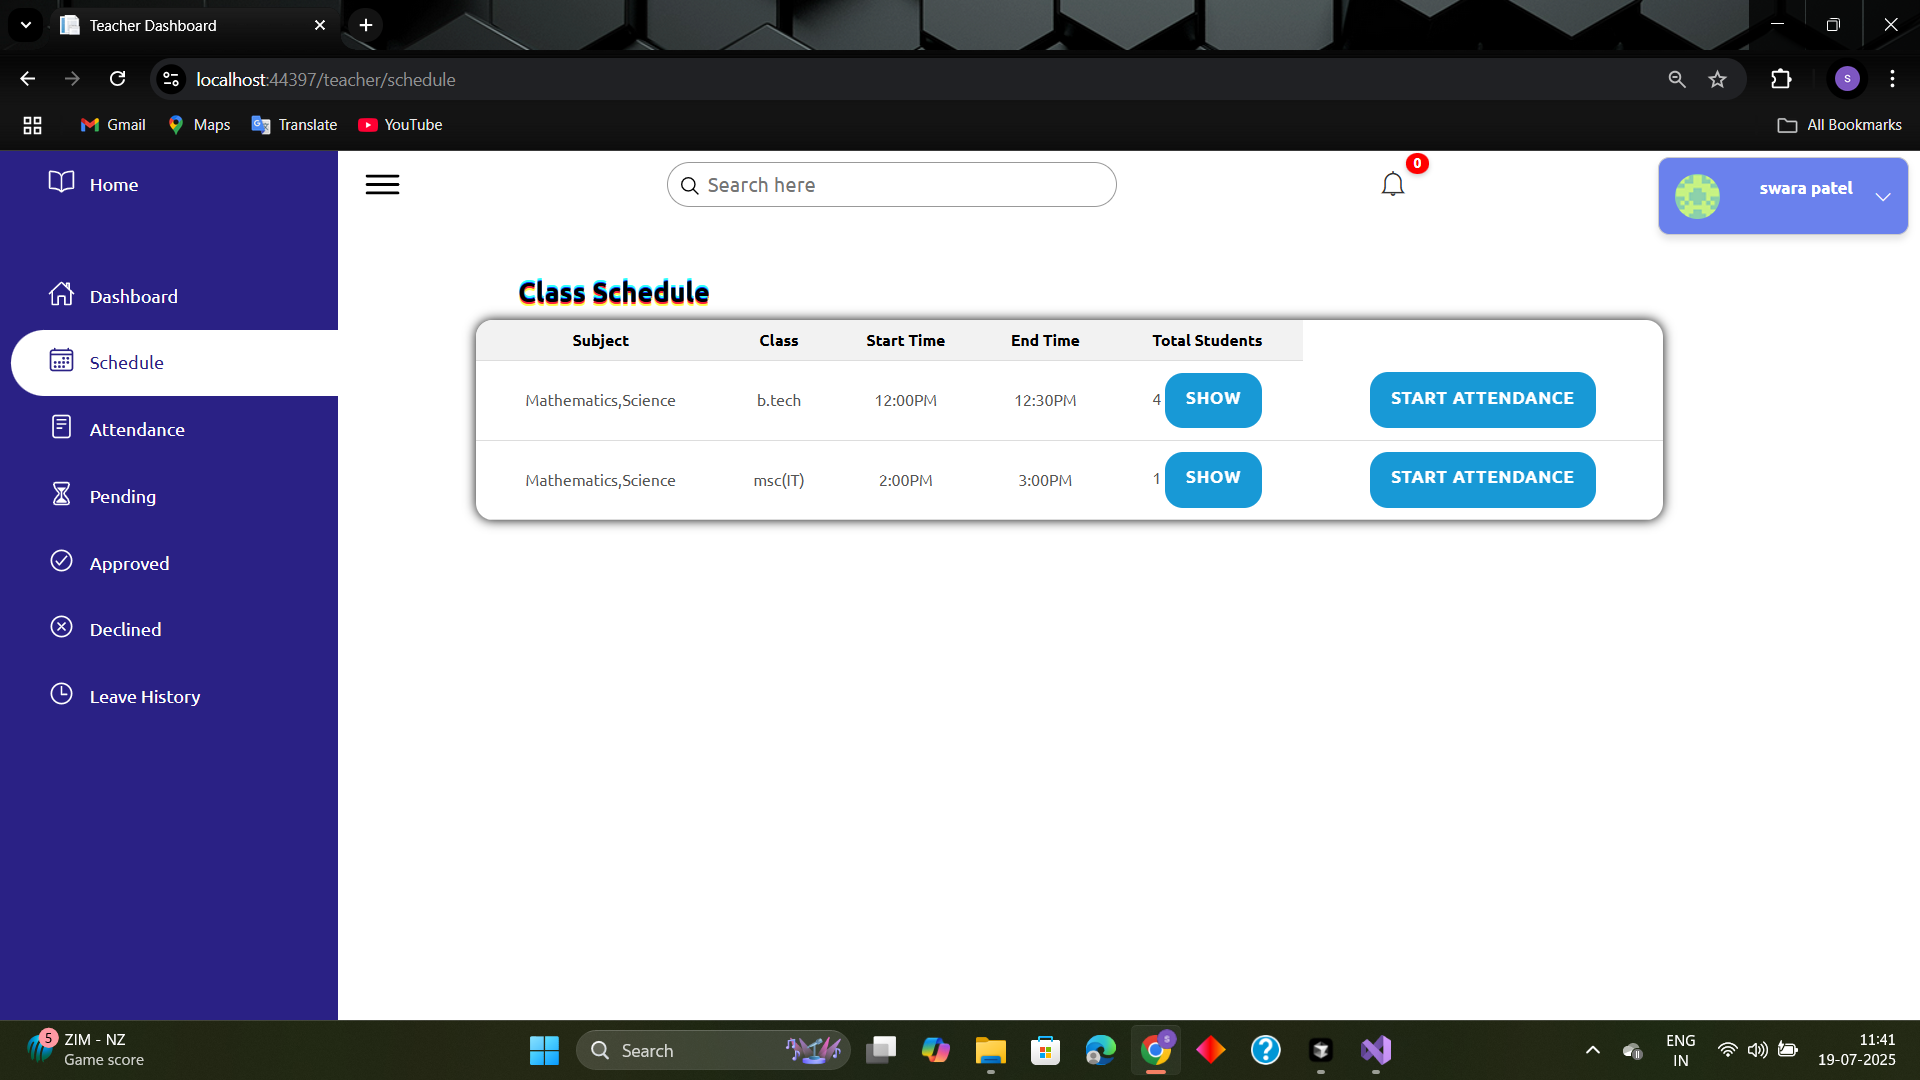 Teacher Dashboard
localhost:44397/teacher/schedule
S
Gmail Maps Translate YouTube All Bookmarks
Home
Search here
0
swara patel
Dashboard
Schedule
Attendance
Pending
Approved
Declined
Leave History
Class Schedule
Subject Class Start Time End Time Total Students
Mathematics,Science b.tech 12:00PM 12:30PM 4 SHOW START ATTENDANCE
Mathematics,Science msc(IT) 2:00PM 3:00PM 1 SHOW START ATTENDANCE
5
ZIM - NZ
Game score
Search
S
ENG
IN
11:41
19-07-2025